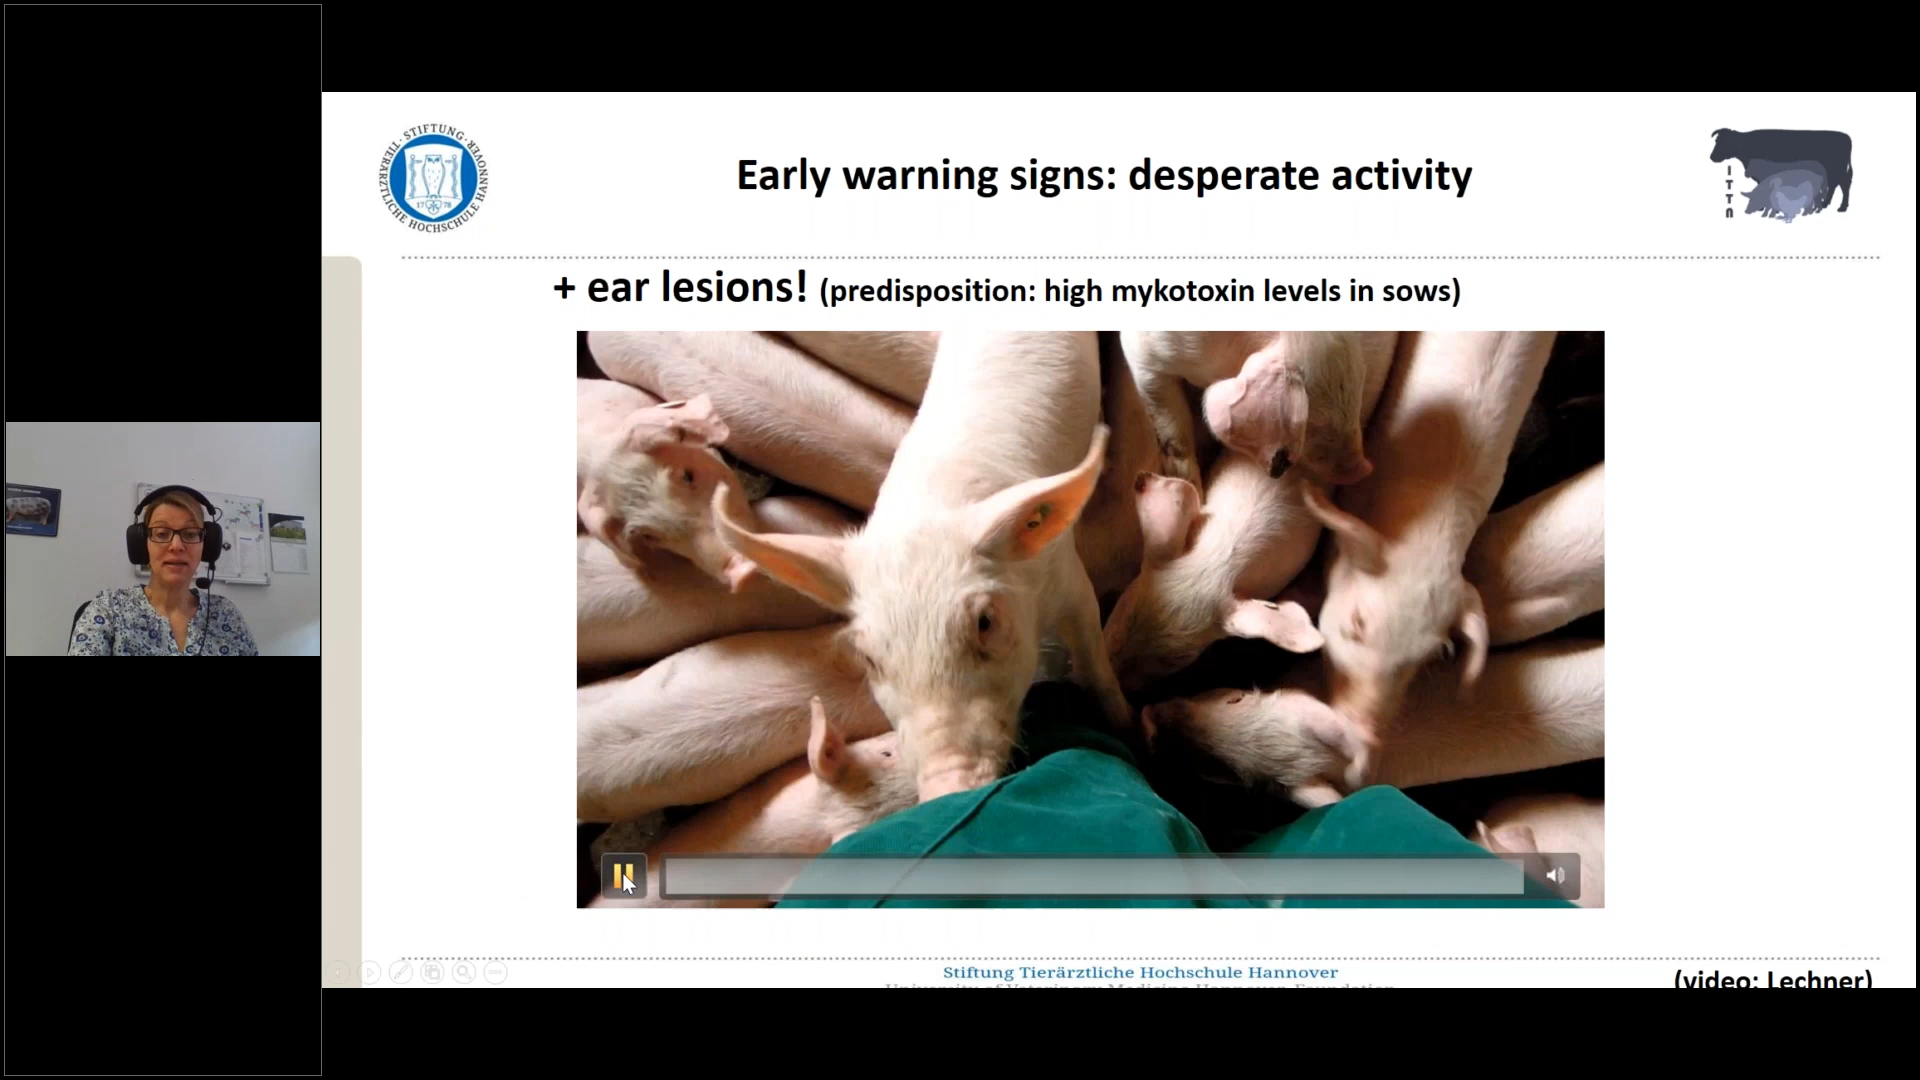 STIFTUNG · TIERÄRZTLICHE HOCHSCHULE HANNOVER ·
1778
Early warning signs: desperate activity
ITTN
+ ear lesions! (predisposition: high mykotoxin levels in sows)
Stiftung Tierärztliche Hochschule Hannover
University of Veterinary Medicine Hannover, Foundation
(video: Lechner)